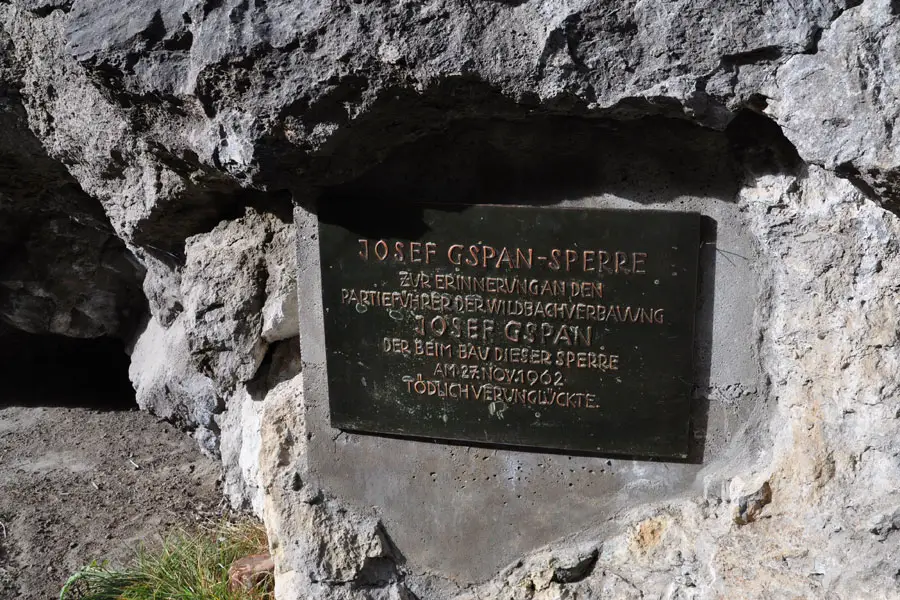 JOSEF GSPAN-SPERRE
ZUR ERINNERUNG AN DEN
PARTIEFÜHRER DER WILDBACHVERBAUUNG
JOSEF GSPAN
DER BEIM BAU DIESER SPERRE
AM 27. NOV. 1962
TÖDLICH VERUNGLÜCKTE.